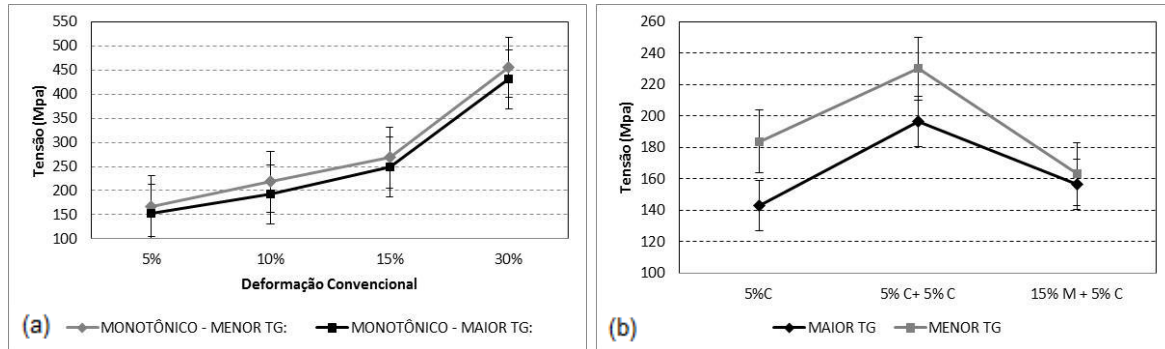 550
500
450
400
350
300
250
200
150
100
Tensão (Mpa)
5% 10% 15% 30%
Deformação Convencional
(a) MONOTÔNICO - MENOR TG: MONOTÔNICO - MAIOR TG:
260
240
220
200
180
160
140
120
100
Tensão (Mpa)
5%C 5% C+ 5% C 15% M + 5% C
(b) MAIOR TG MENOR TG